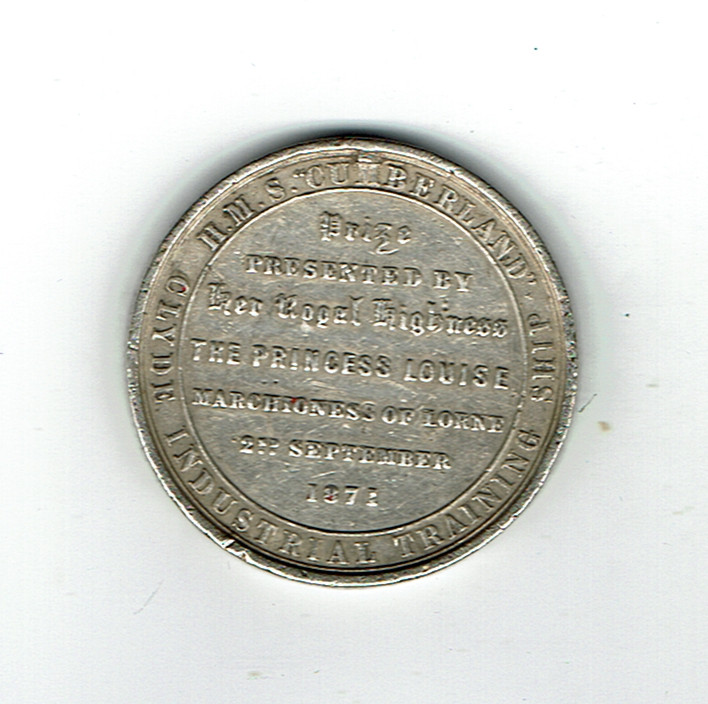 H.M.S. "CUMBERLAND"
CLYDE INDUSTRIAL TRAINING SHIP
Prize
PRESENTED BY
Her Royal Highness
THE PRINCESS LOUISE
MARCHIONESS OF LORNE
2ND SEPTEMBER
1871